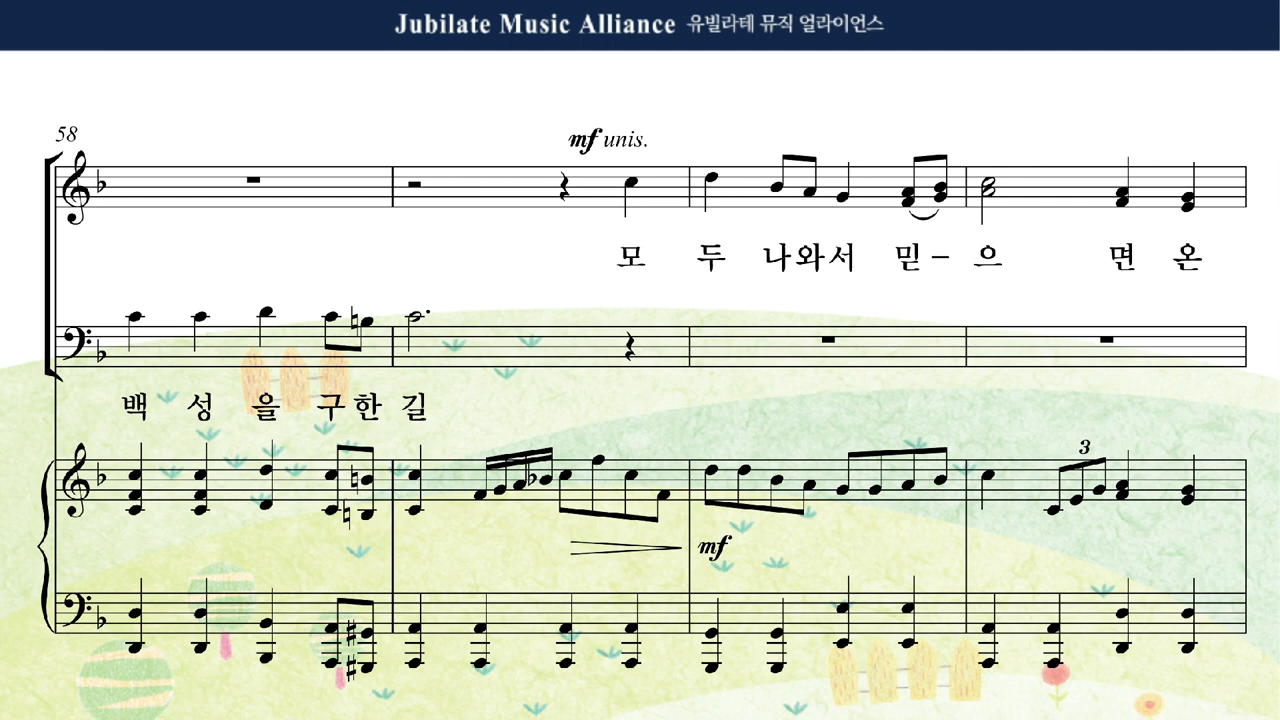 Jubilate Music Alliance 유빌라테 뮤직 얼라이언스
58
mf unis.
모 두 나 와 서 믿 – 으 면 온
백 성 을 구 한 길
3
mf